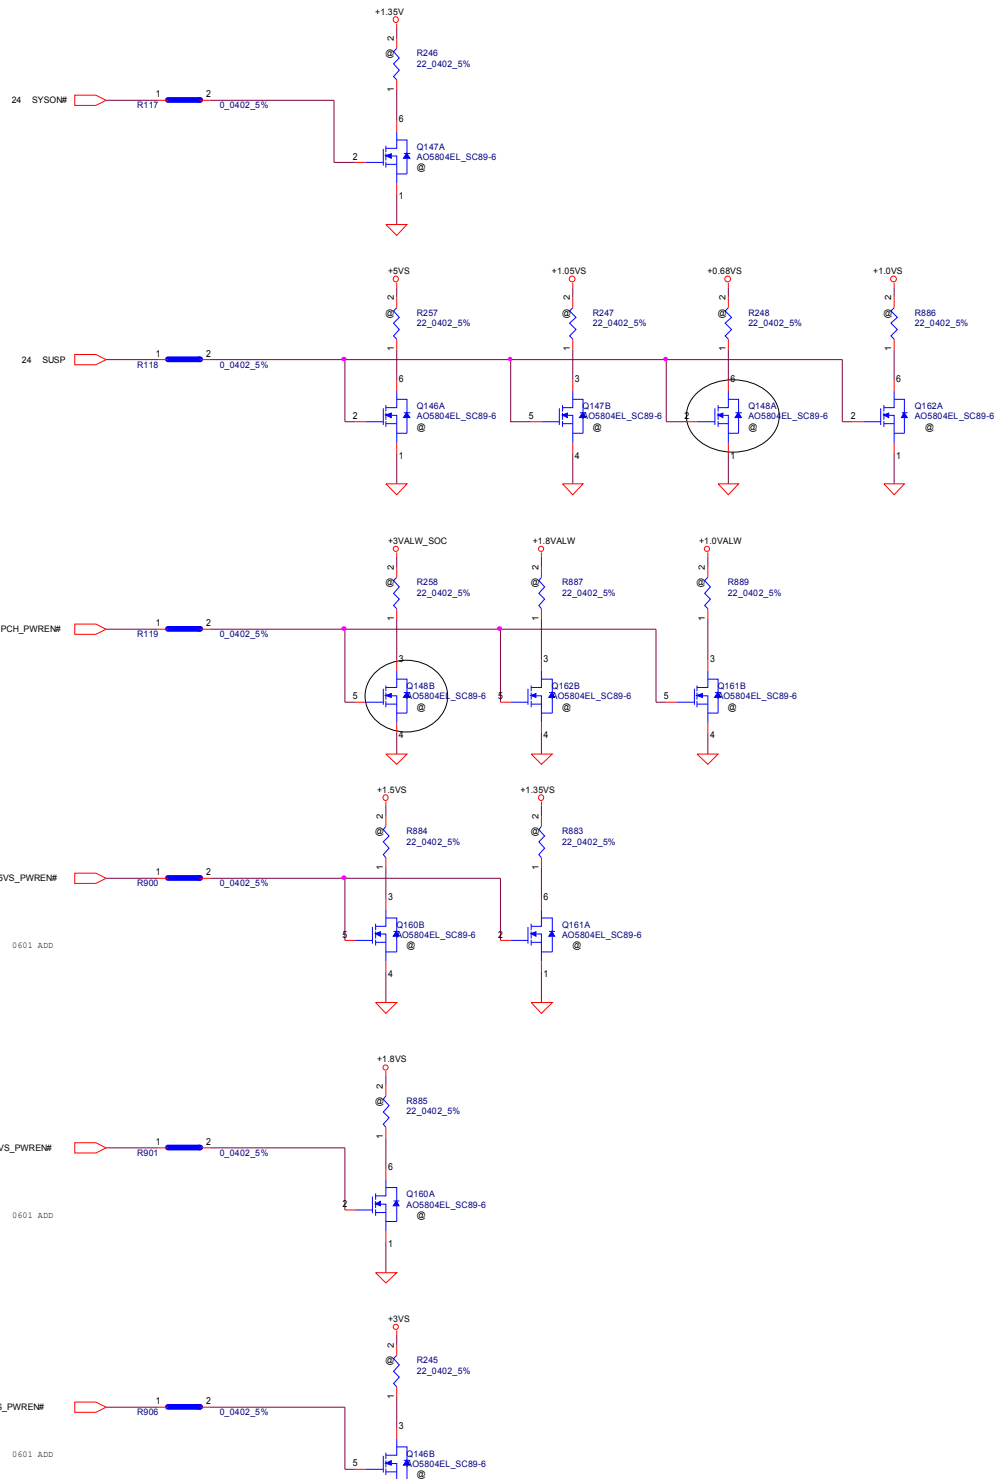 +1.35V
2
@ R246
22_0402_5%
1
24 SYSON# 1 2
R117 0_0402_5%
6
Q147A
2 AO5804EL_SC89-6
@
1
+5VS +1.05VS +0.68VS +1.0VS
2 2 2 2
@ R257 @ R247 @ R248 @ R886
22_0402_5% 22_0402_5% 22_0402_5% 22_0402_5%
1 1 1 1
24 SUSP 1 2
R118 0_0402_5%
6 3 6 6
Q146A Q147B Q148A Q162A
2 AO5804EL_SC89-6 5 AO5804EL_SC89-6 2 AO5804EL_SC89-6 2 AO5804EL_SC89-6
@ @ @ @
1 4 1 1
+3VALW_SOC +1.8VALW +1.0VALW
2 2 2
@ R258 @ R887 @ R889
22_0402_5% 22_0402_5% 22_0402_5%
1 1 1
PCH_PWREN# 1 2
R119 0_0402_5%
3 3 3
Q148B Q162B Q161B
5 AO5804EL_SC89-6 5 AO5804EL_SC89-6 5 AO5804EL_SC89-6
@ @ @
4 4 4
+1.5VS +1.35VS
2 2
@ R884 @ R883
22_0402_5% 22_0402_5%
1 1
5VS_PWREN# 1 2
R900 0_0402_5%
3 6
Q160B Q161A
5 AO5804EL_SC89-6 2 AO5804EL_SC89-6
0601 ADD @ @
4 1
+1.8VS
2
@ R885
22_0402_5%
1
VS_PWREN# 1 2
R901 0_0402_5%
6
Q160A
2 AO5804EL_SC89-6
0601 ADD @
1
+3VS
2
@ R245
22_0402_5%
1
S_PWREN# 1 2
R906 0_0402_5%
3
0601 ADD Q146B
5 AO5804EL_SC89-6
@